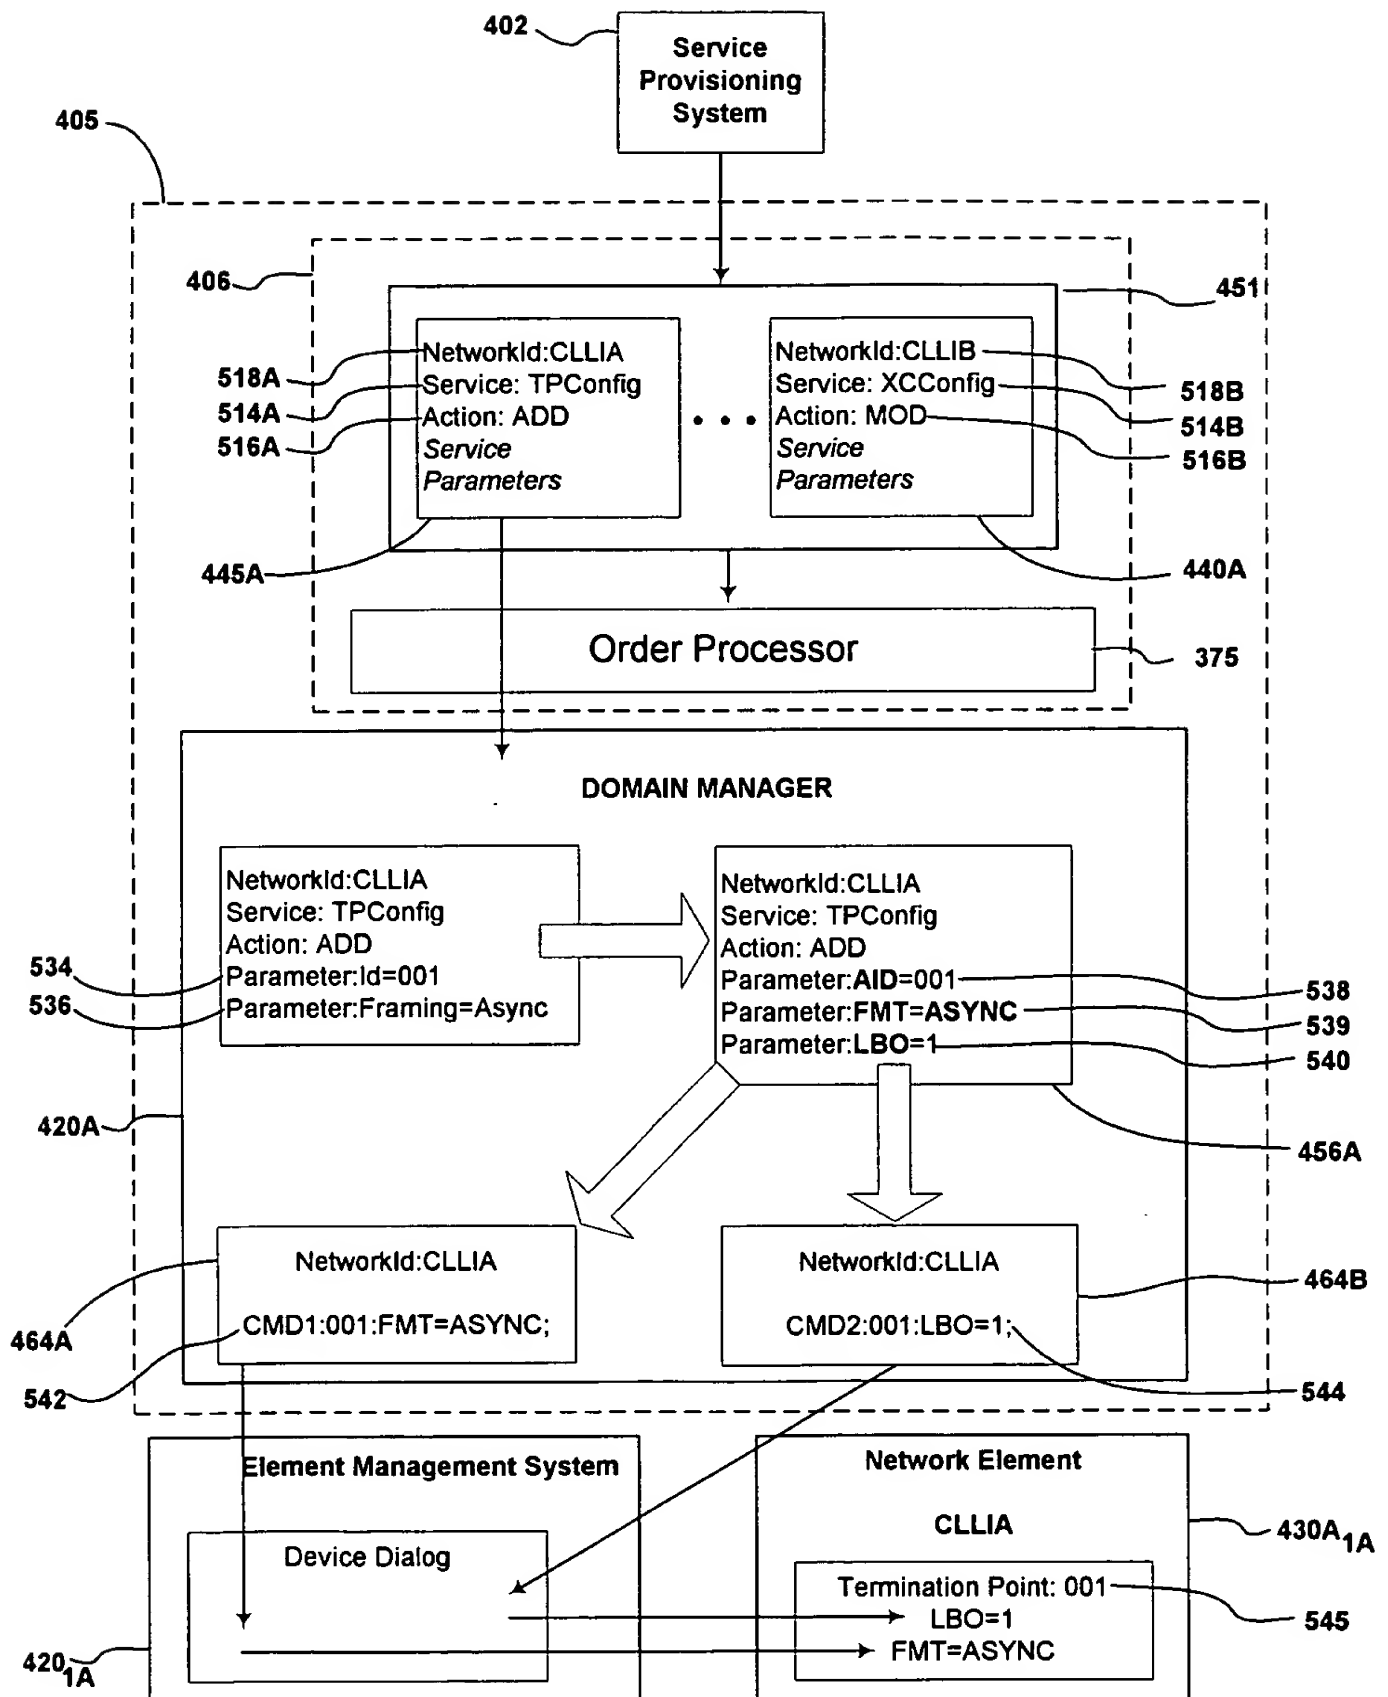 402
Service
Provisioning
System
405
406
451
NetworkId:CLLIA
Service: TPConfig
Action: ADD
Service
Parameters
518A
514A
516A
• • •
NetworkId:CLLIB
Service: XCConfig
Action: MOD
Service
Parameters
518B
514B
516B
445A
440A
Order Processor
375
DOMAIN MANAGER
NetworkId:CLLIA
Service: TPConfig
Action: ADD
Parameter:Id=001
Parameter:Framing=Async
534
536
NetworkId:CLLIA
Service: TPConfig
Action: ADD
Parameter:AID=001
Parameter:FMT=ASYNC
Parameter:LBO=1
538
539
540
420A
456A
NetworkId:CLLIA
CMD1:001:FMT=ASYNC;
464A
542
NetworkId:CLLIA
CMD2:001:LBO=1;
464B
544
Element Management System
Device Dialog
420 1A
Network Element
CLLIA
430A 1A
Termination Point: 001
LBO=1
FMT=ASYNC
545